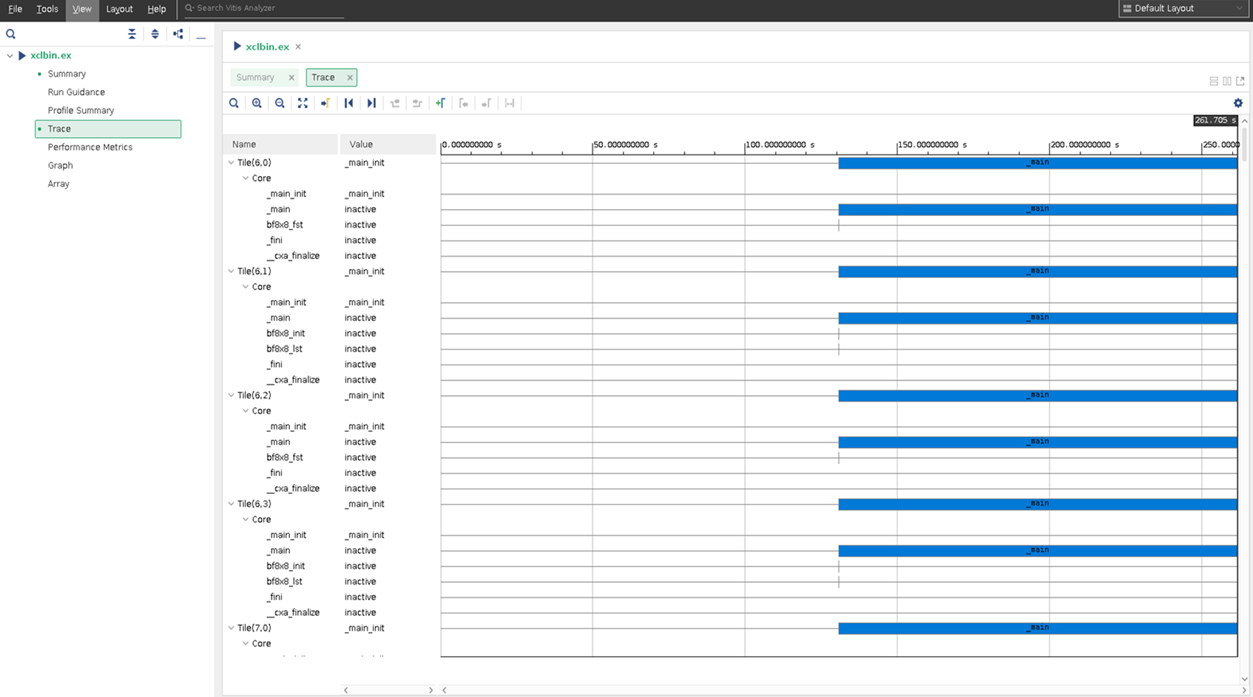 File Tools View Layout Help Search Vitis Analyzer Default Layout
xclbin.ex
Summary
Run Guidance
Profile Summary
Trace
Performance Metrics
Graph
Array
xclbin.ex
Summary Trace
261.705 s
Name Value 0.000000000 s 50.000000000 s 100.000000000 s 150.000000000 s 200.000000000 s 250.0000
Tile(6,0) _main_init _main
Core
_main_init _main_init
_main inactive _main
bf8x8_fst inactive
_fini inactive
__cxa_finalize inactive
Tile(6,1) _main_init _main
Core
_main_init _main_init
_main inactive _main
bf8x8_init inactive
bf8x8_lst inactive
_fini inactive
__cxa_finalize inactive
Tile(6,2) _main_init _main
Core
_main_init _main_init
_main inactive _main
bf8x8_fst inactive
_fini inactive
__cxa_finalize inactive
Tile(6,3) _main_init _main
Core
_main_init _main_init
_main inactive _main
bf8x8_init inactive
bf8x8_lst inactive
_fini inactive
__cxa_finalize inactive
Tile(7,0) _main_init _main
Core